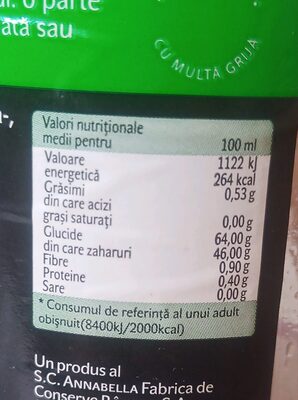 o parte
ată sau
CU MULTĂ GRIJĂ
Valori nutriționale
medii pentru 100 ml
Valoare 1122 kJ
energetică 264 kcal
Grăsimi 0,53 g
din care acizi
grași saturați 0,00 g
Glucide 64,00 g
din care zaharuri 46,00 g
Fibre 0,90 g
Proteine 0,40 g
Sare 0,00 g
* Consumul de referință al unui adult
obișnuit(8400kJ/2000kcal)
Un produs al
S.C. ANNABELLA Fabrica de